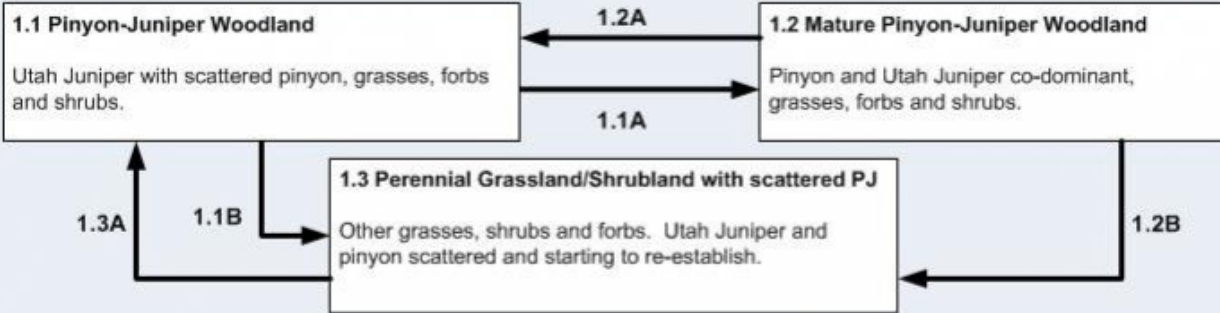 1.1 Pinyon-Juniper Woodland
Utah Juniper with scattered pinyon, grasses, forbs
and shrubs.
1.2A
1.1A
1.2 Mature Pinyon-Juniper Woodland
Pinyon and Utah Juniper co-dominant,
grasses, forbs and shrubs.
1.3A
1.1B
1.3 Perennial Grassland/Shrubland with scattered PJ
Other grasses, shrubs and forbs.  Utah Juniper and
pinyon scattered and starting to re-establish.
1.2B